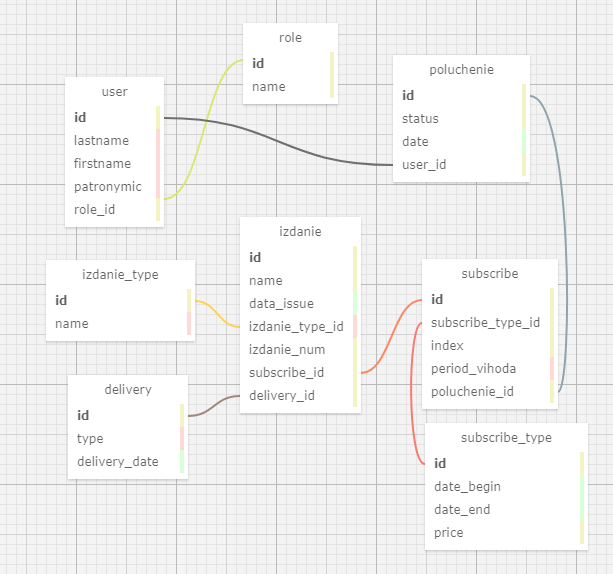 role
id
name
user
id
lastname
firstname
patronymic
role_id
poluchenie
id
status
date
user_id
izdanie
id
name
data_issue
izdanie_type_id
izdanie_num
subscribe_id
delivery_id
izdanie_type
id
name
subscribe
id
subscribe_type_id
index
period_vihoda
poluchenie_id
delivery
id
type
delivery_date
subscribe_type
id
date_begin
date_end
price